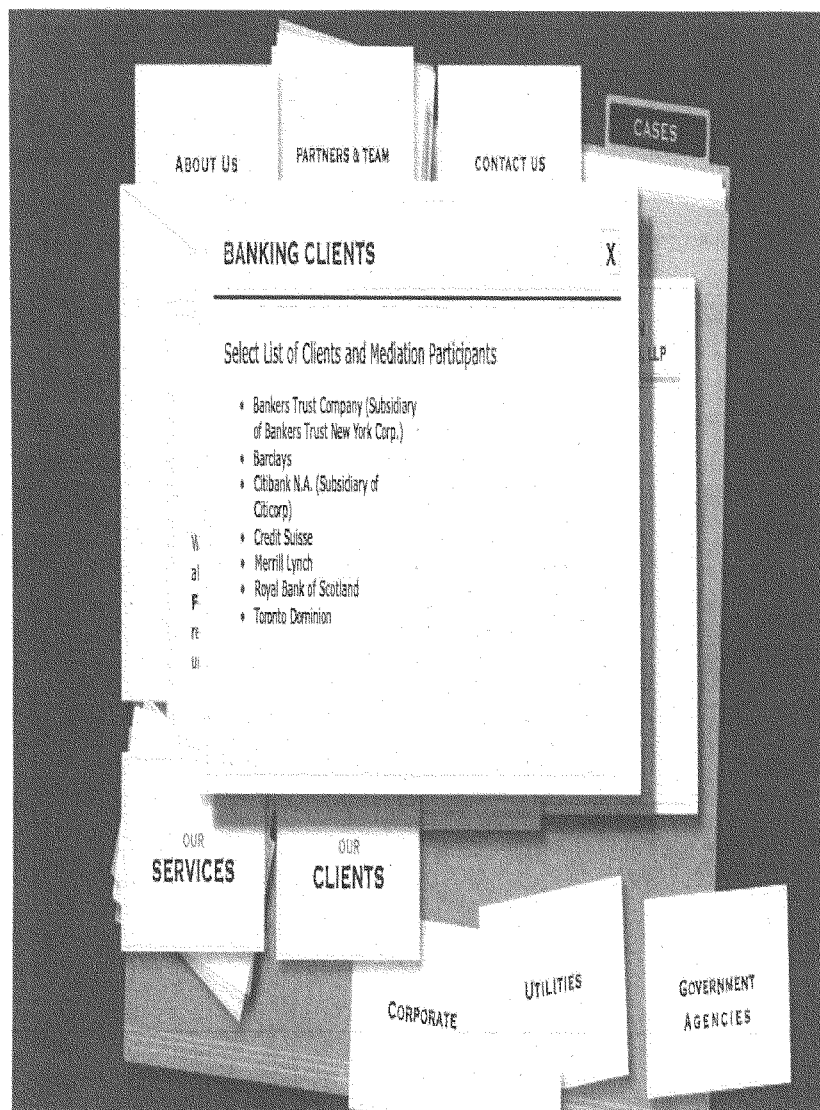 ABOUT US
PARTNERS & TEAM
CONTACT US
CASES
BANKING CLIENTS
X
LLP
Select List of Clients and Mediation Participants
• Bankers Trust Company (Subsidiary
of Bankers Trust New York Corp.)
• Barclays
• Citibank N.A. (Subsidiary of
Citicorp)
• Credit Suisse
• Merrill Lynch
• Royal Bank of Scotland
• Toronto Dominion
OUR
SERVICES
OUR
CLIENTS
CORPORATE
UTILITIES
GOVERNMENT
AGENCIES